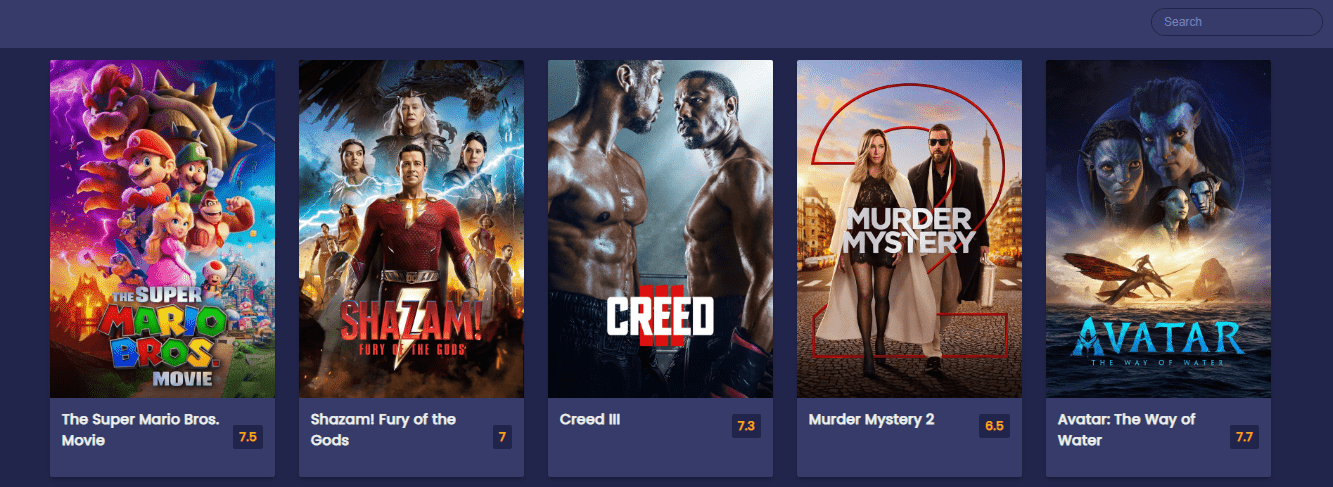 Search
THE SUPER
MARIO
BROS.
MOVIE
SHAZAM!
FURY OF THE GODS
III
CREED
2
MURDER
MYSTERY
AVATAR
THE WAY OF WATER
The Super Mario Bros.
Movie
7.5
Shazam! Fury of the
Gods
7
Creed III
7.3
Murder Mystery 2
6.5
Avatar: The Way of
Water
7.7